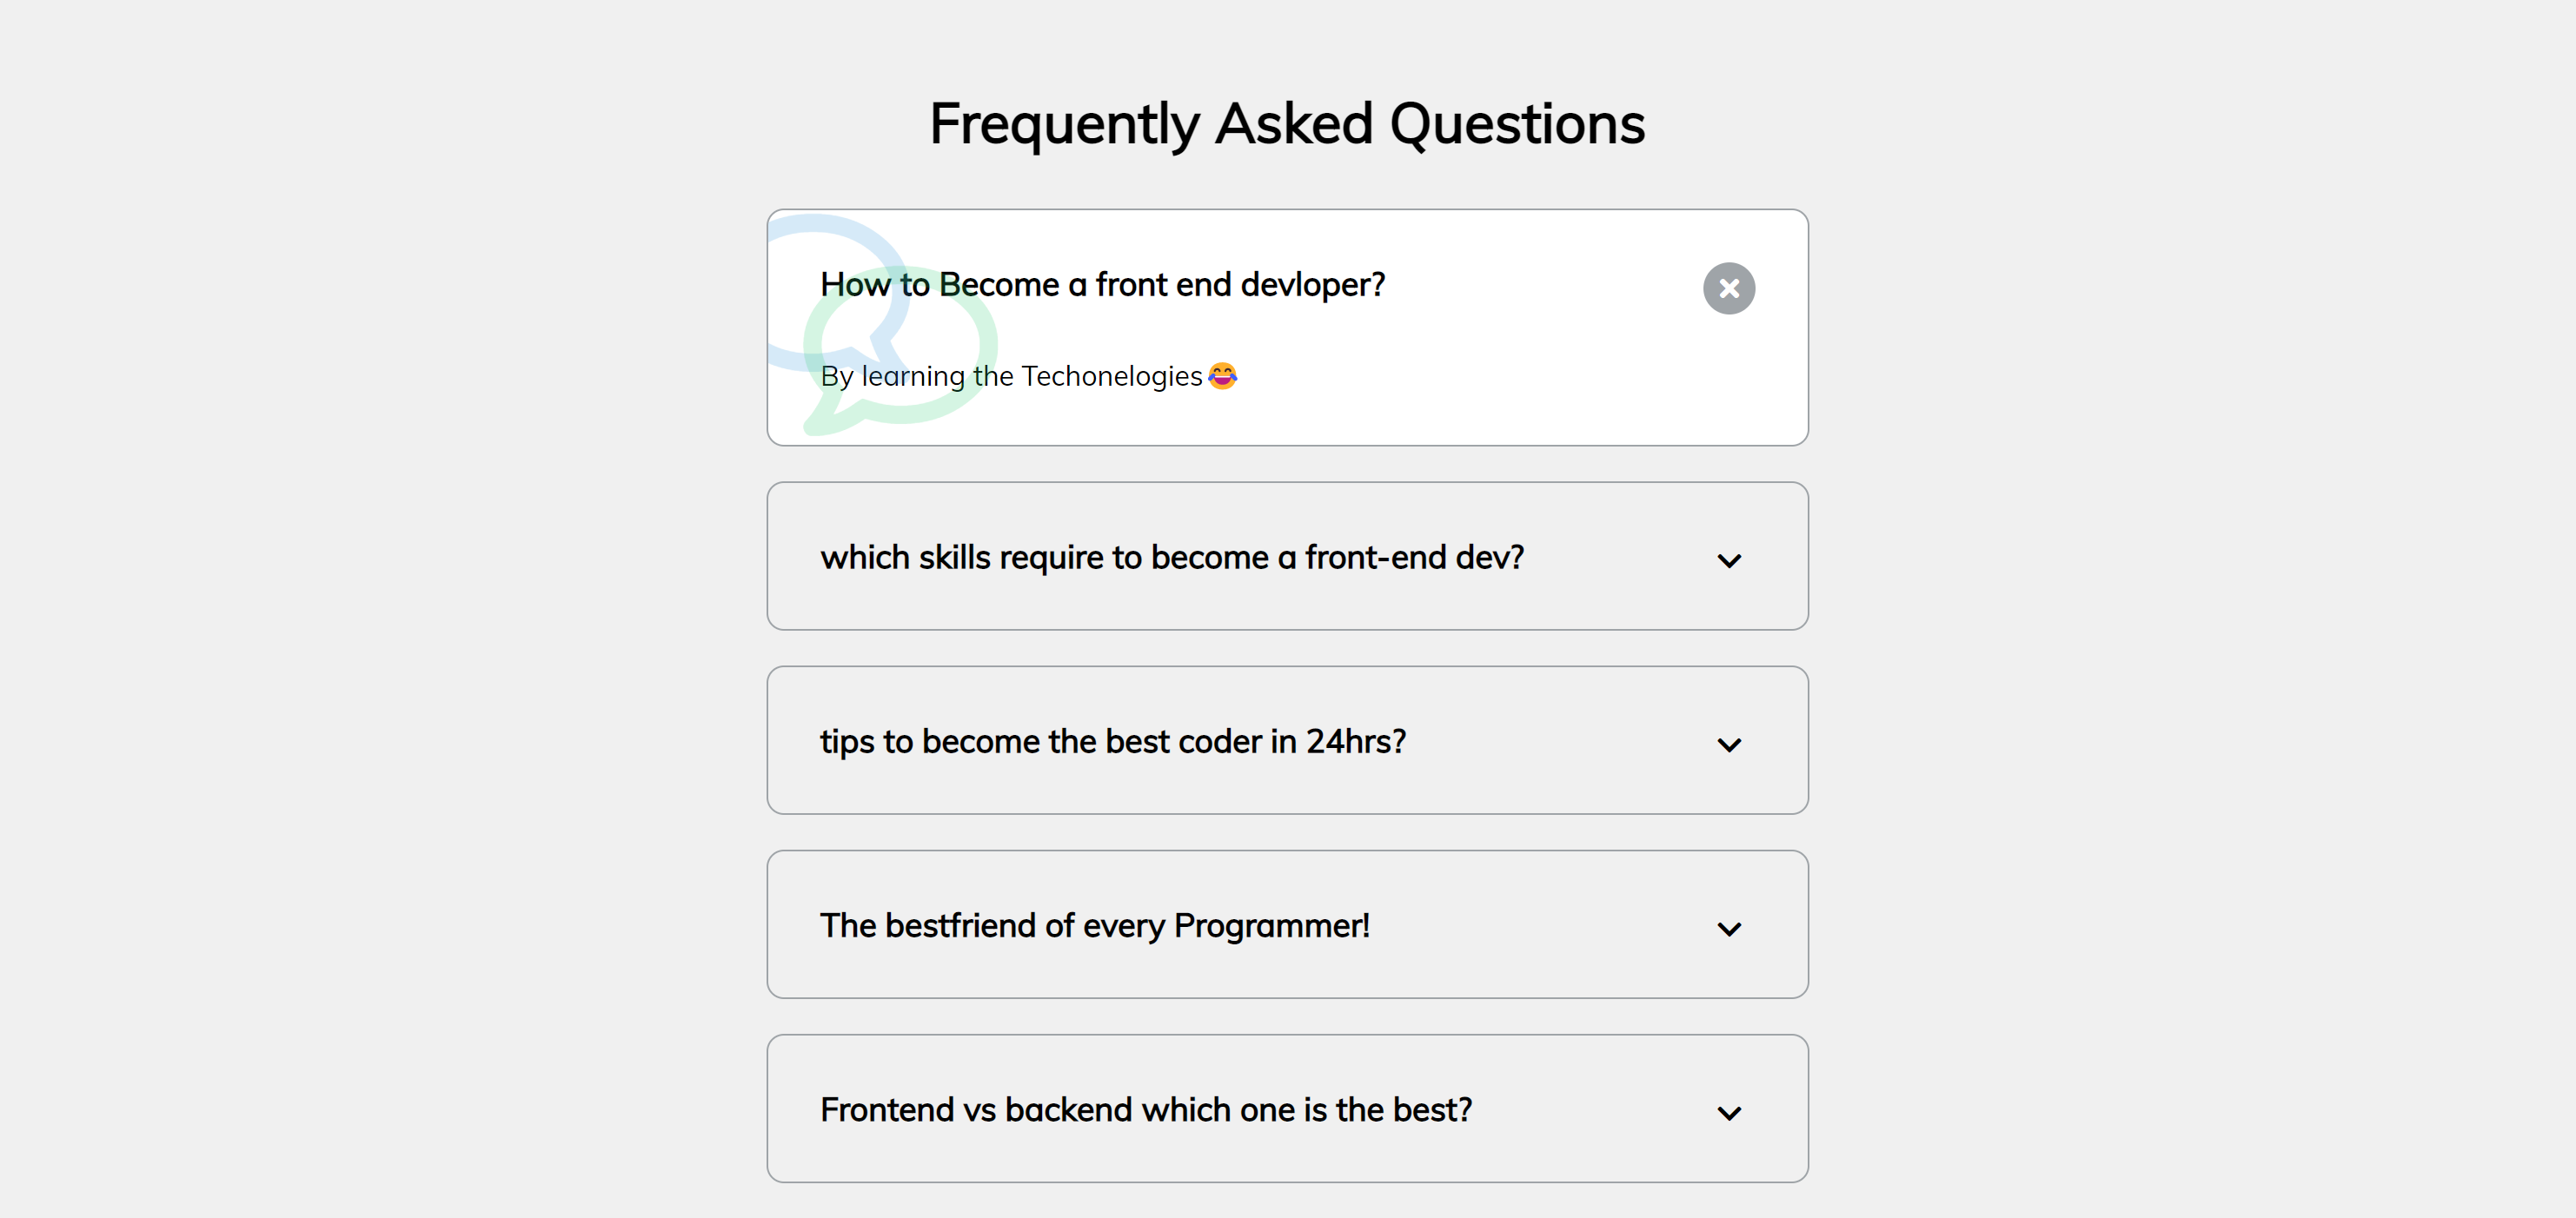 Frequently Asked Questions
How to Become a front end devloper?
By learning the Techonelogies😂
which skills require to become a front-end dev?
tips to become the best coder in 24hrs?
The bestfriend of every Programmer!
Frontend vs backend which one is the best?